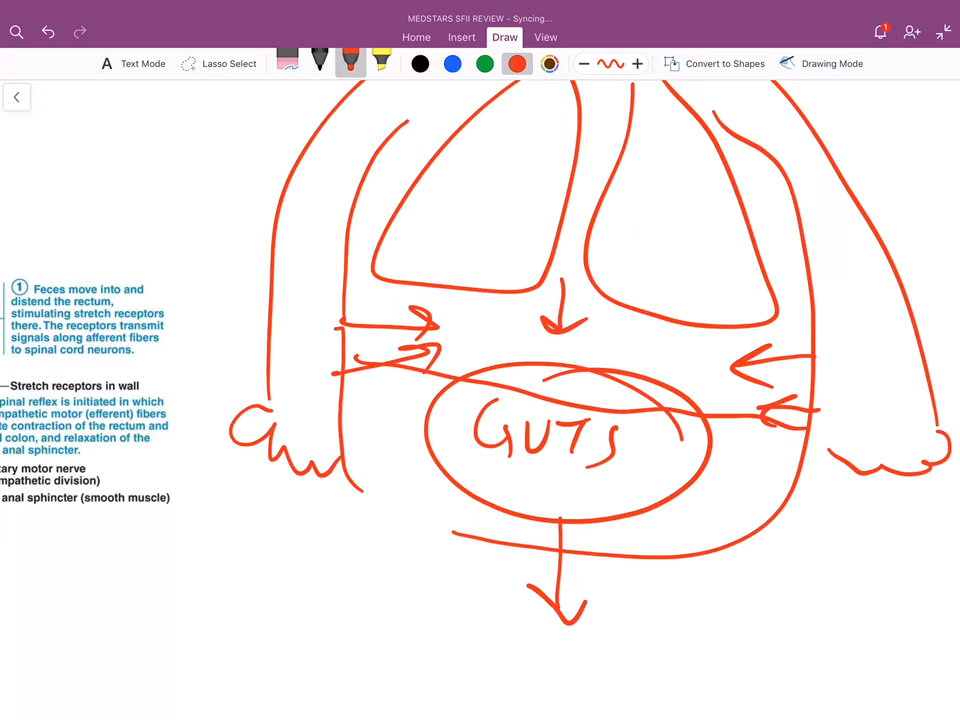 MEDSTARS SFII REVIEW - Syncing...
Home Insert Draw View
1
A Text Mode Lasso Select Convert to Shapes Drawing Mode
1 Feces move into and
distend the rectum,
stimulating stretch receptors
there. The receptors transmit
signals along afferent fibers
to spinal cord neurons.
Stretch receptors in wall
pinal reflex is initiated in which
mpathetic motor (efferent) fibers
te contraction of the rectum and
d colon, and relaxation of the
anal sphincter.
tary motor nerve
mpathetic division)
anal sphincter (smooth muscle)
GUTS